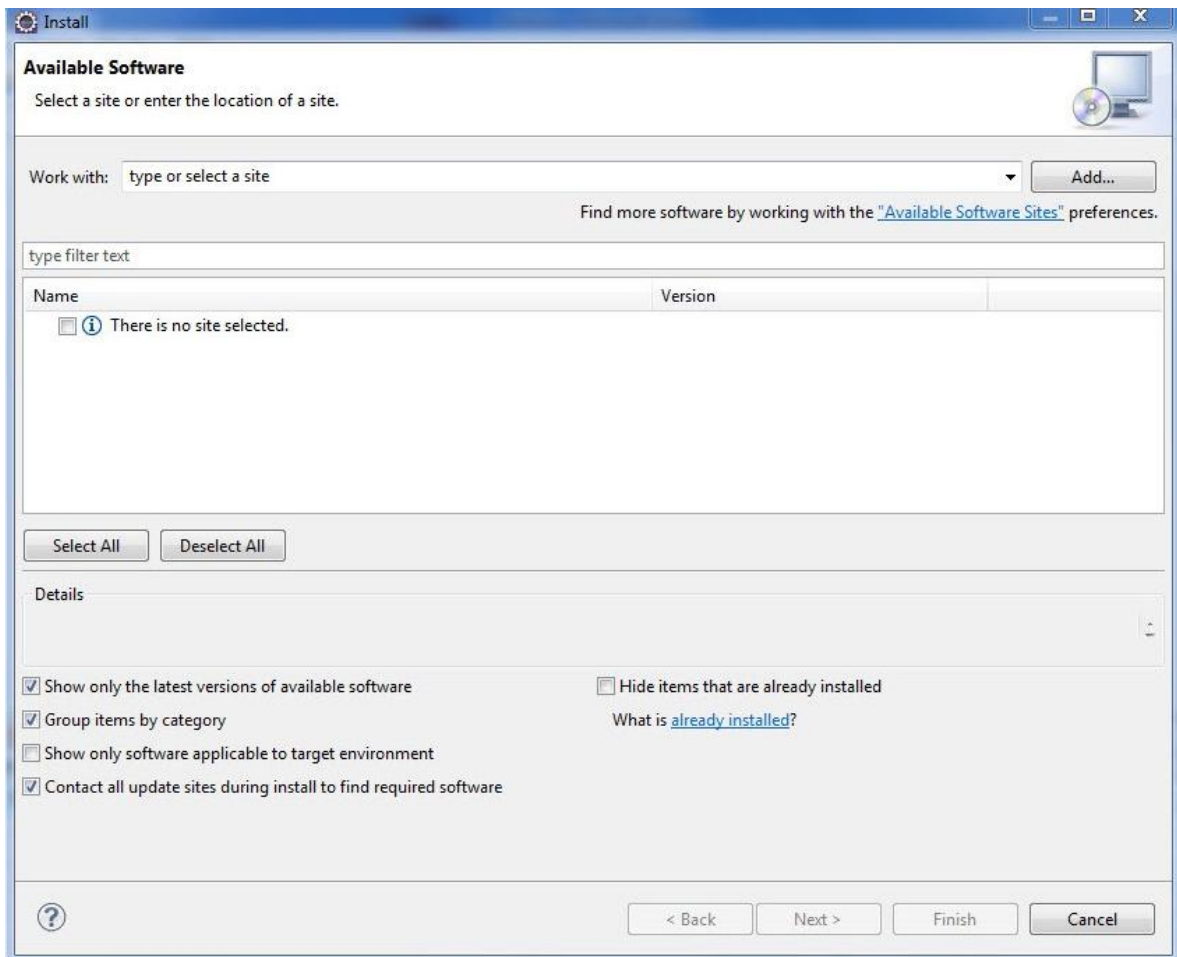 Install
Available Software
Select a site or enter the location of a site.
Work with: type or select a site Add...
Find more software by working with the "Available Software Sites" preferences.
type filter text
Name Version
There is no site selected.
Select All Deselect All
Details
Show only the latest versions of available software Hide items that are already installed
Group items by category What is already installed?
Show only software applicable to target environment
Contact all update sites during install to find required software
< Back Next > Finish Cancel